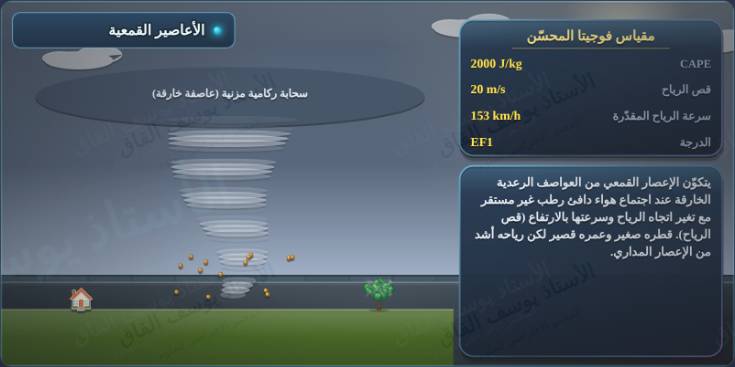 الأعاصير القمعية
مقياس فوجيتا المحسّن
CAPE 2000 J/kg
قص الرياح 20 m/s
سرعة الرياح المقدّرة 153 km/h
الدرجة EF1
سحابة ركامية مزنية (عاصفة خارقة)
يتكوّن الإعصار القمعي من العواصف الرعدية
الخارقة عند اجتماع هواء دافئ رطب غير مستقر
مع تغير اتجاه الرياح وسرعتها بالارتفاع (قص
الرياح). قطره صغير وعمره قصير لكن رياحه أشد
من الإعصار المداري.
الأستاذ يوسف